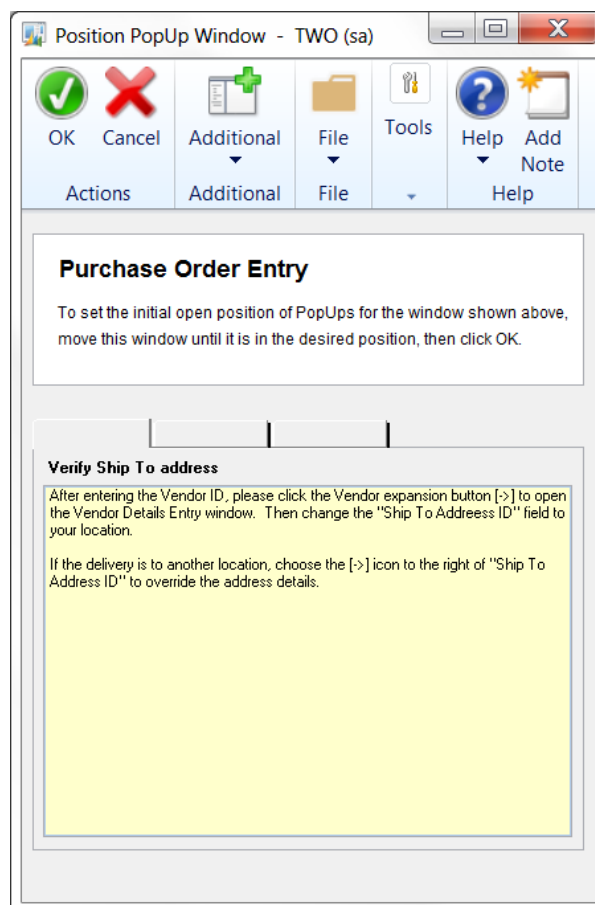 Position PopUp Window - TWO (sa)
OK Cancel Additional File Tools Help Add Note
Actions Additional File Help
Purchase Order Entry
To set the initial open position of PopUps for the window shown above,
move this window until it is in the desired position, then click OK.
Verify Ship To address
After entering the Vendor ID, please click the Vendor expansion button [->] to open
the Vendor Details Entry window.  Then change the "Ship To Addreess ID" field to
your location.
If the delivery is to another location, choose the [->] icon to the right of "Ship To
Address ID" to override the address details.